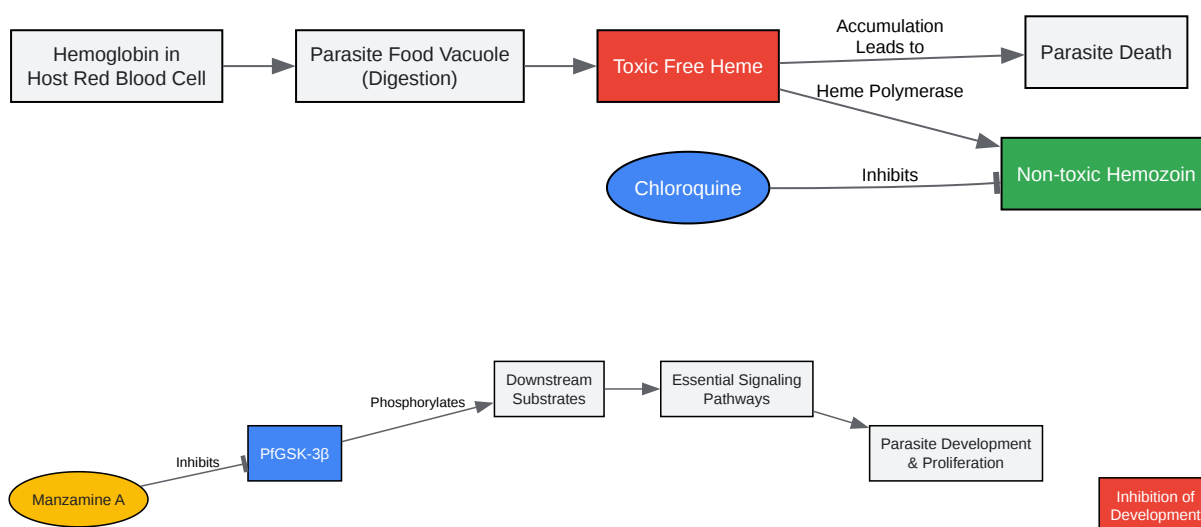 Hemoglobin in
Host Red Blood Cell
Parasite Food Vacuole
(Digestion)
Toxic Free Heme
Accumulation
Leads to
Parasite Death
Heme Polymerase
Non-toxic Hemozoin
Chloroquine
Inhibits
Manzamine A
Inhibits
PfGSK-3β
Phosphorylates
Downstream
Substrates
Essential Signaling
Pathways
Parasite Development
& Proliferation
Inhibition of
Development